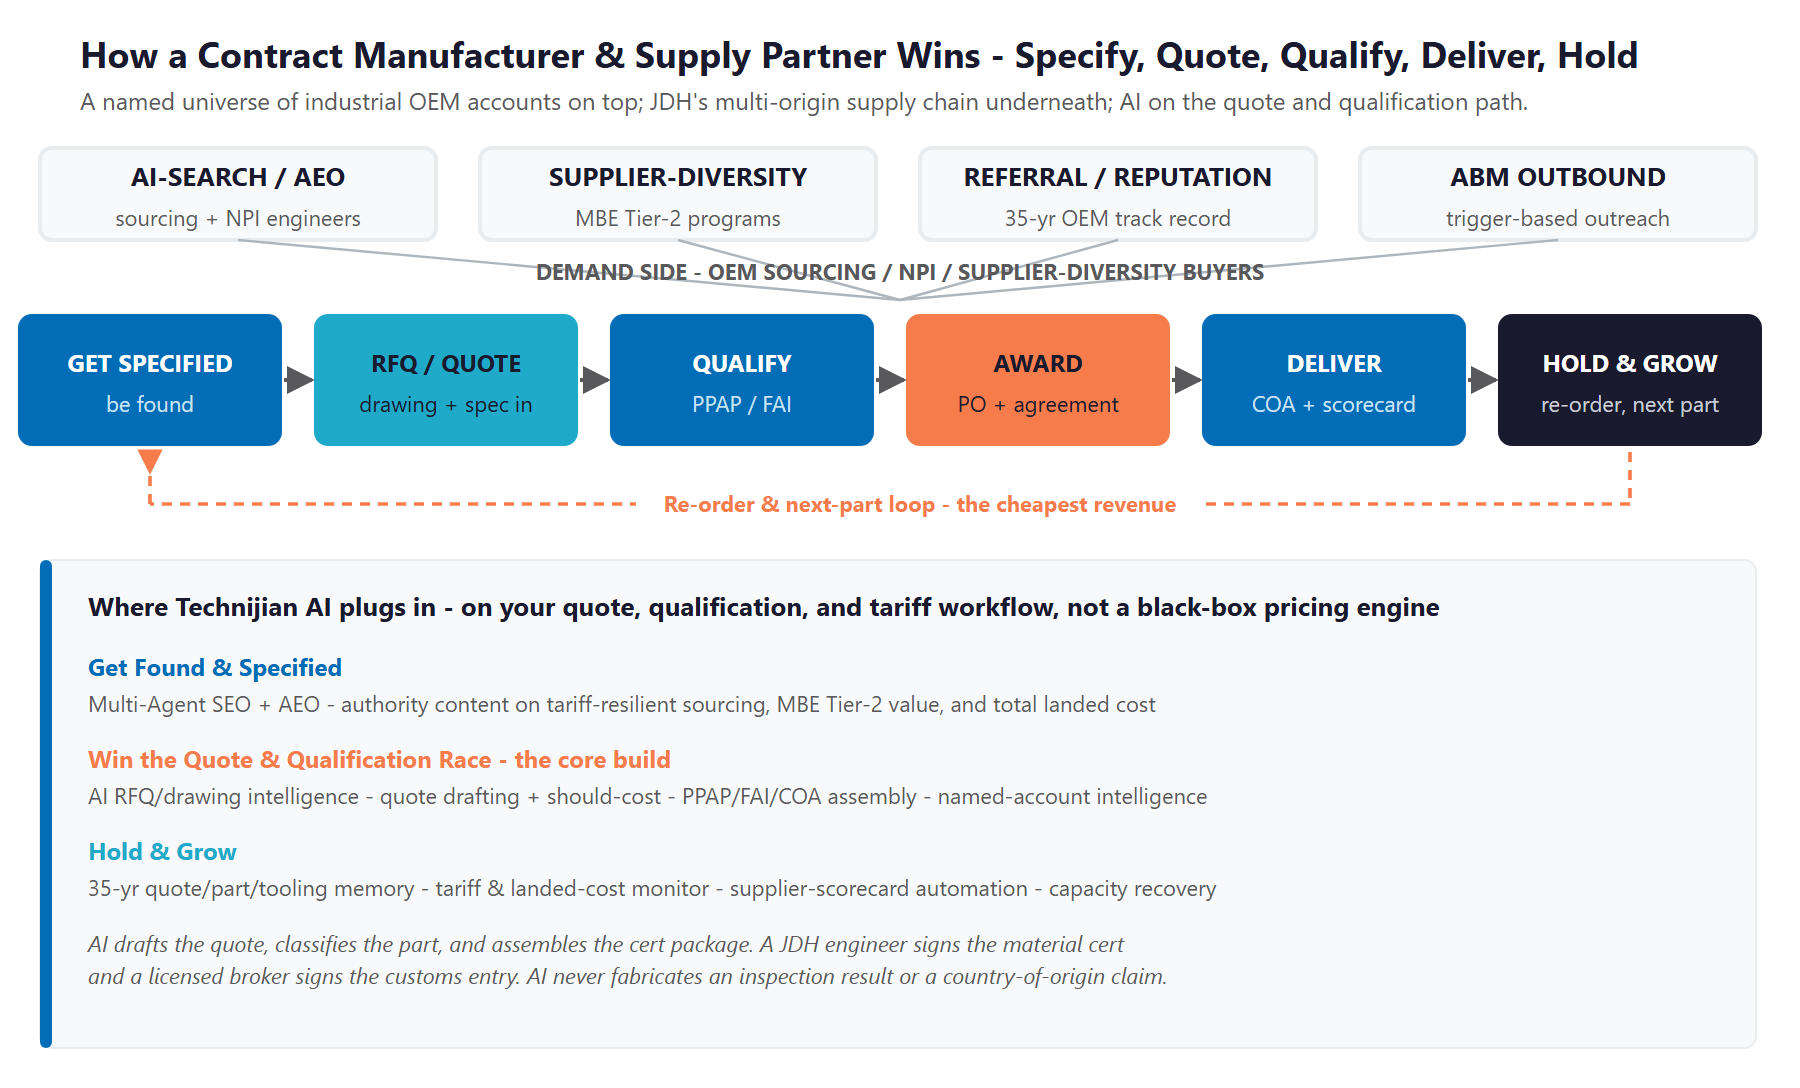 How a Contract Manufacturer & Supply Partner Wins - Specify, Quote, Qualify, Deliver, Hold
A named universe of industrial OEM accounts on top; JDH's multi-origin supply chain underneath; AI on the quote and qualification path.
AI-SEARCH / AEO
sourcing + NPI engineers
SUPPLIER-DIVERSITY
MBE Tier-2 programs
REFERRAL / REPUTATION
35-yr OEM track record
ABM OUTBOUND
trigger-based outreach
DEMAND SIDE - OEM SOURCING / NPI / SUPPLIER-DIVERSITY BUYERS
GET SPECIFIED
be found
RFQ / QUOTE
drawing + spec in
QUALIFY
PPAP / FAI
AWARD
PO + agreement
DELIVER
COA + scorecard
HOLD & GROW
re-order, next part
Re-order & next-part loop - the cheapest revenue
Where Technijian AI plugs in - on your quote, qualification, and tariff workflow, not a black-box pricing engine
Get Found & Specified
Multi-Agent SEO + AEO - authority content on tariff-resilient sourcing, MBE Tier-2 value, and total landed cost
Win the Quote & Qualification Race - the core build
AI RFQ/drawing intelligence - quote drafting + should-cost - PPAP/FAI/COA assembly - named-account intelligence
Hold & Grow
35-yr quote/part/tooling memory - tariff & landed-cost monitor - supplier-scorecard automation - capacity recovery
AI drafts the quote, classifies the part, and assembles the cert package. A JDH engineer signs the material cert
and a licensed broker signs the customs entry. AI never fabricates an inspection result or a country-of-origin claim.